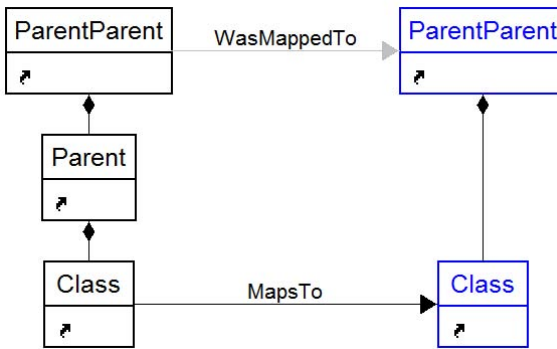 ParentParent
WasMappedTo
ParentParent
Parent
Class
MapsTo
Class